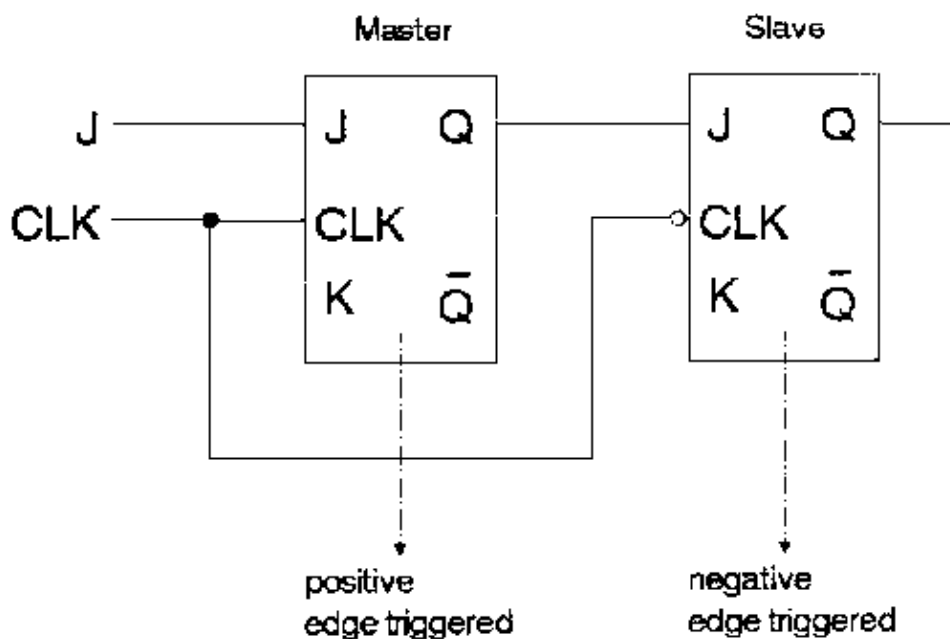 Master
Slave
J
J
Q
J
Q
CLK
CLK
CLK
K
Q̄
K
Q̄
positive
edge triggered
negative
edge triggered